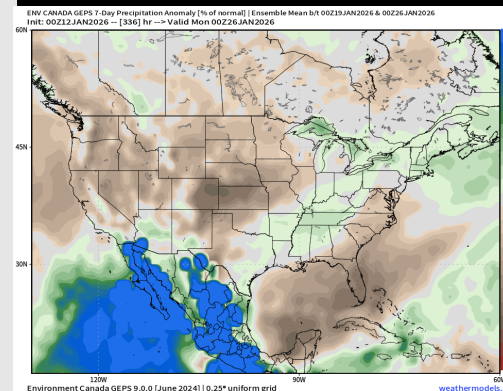 ENV CANADA GEPS 7-Day Precipitation Anomaly [% of normal] | Ensemble Mean b/t 00Z19JAN2026 & 00Z26JAN2026
Init: 00Z12JAN2026 -- [336] hr --> Valid Mon 00Z26JAN2026
60N
45N
30N
120W
90W
60
Environment Canada GEPS 9.0.0 [June 2024] | 0.25° uniform grid
weathermodels.